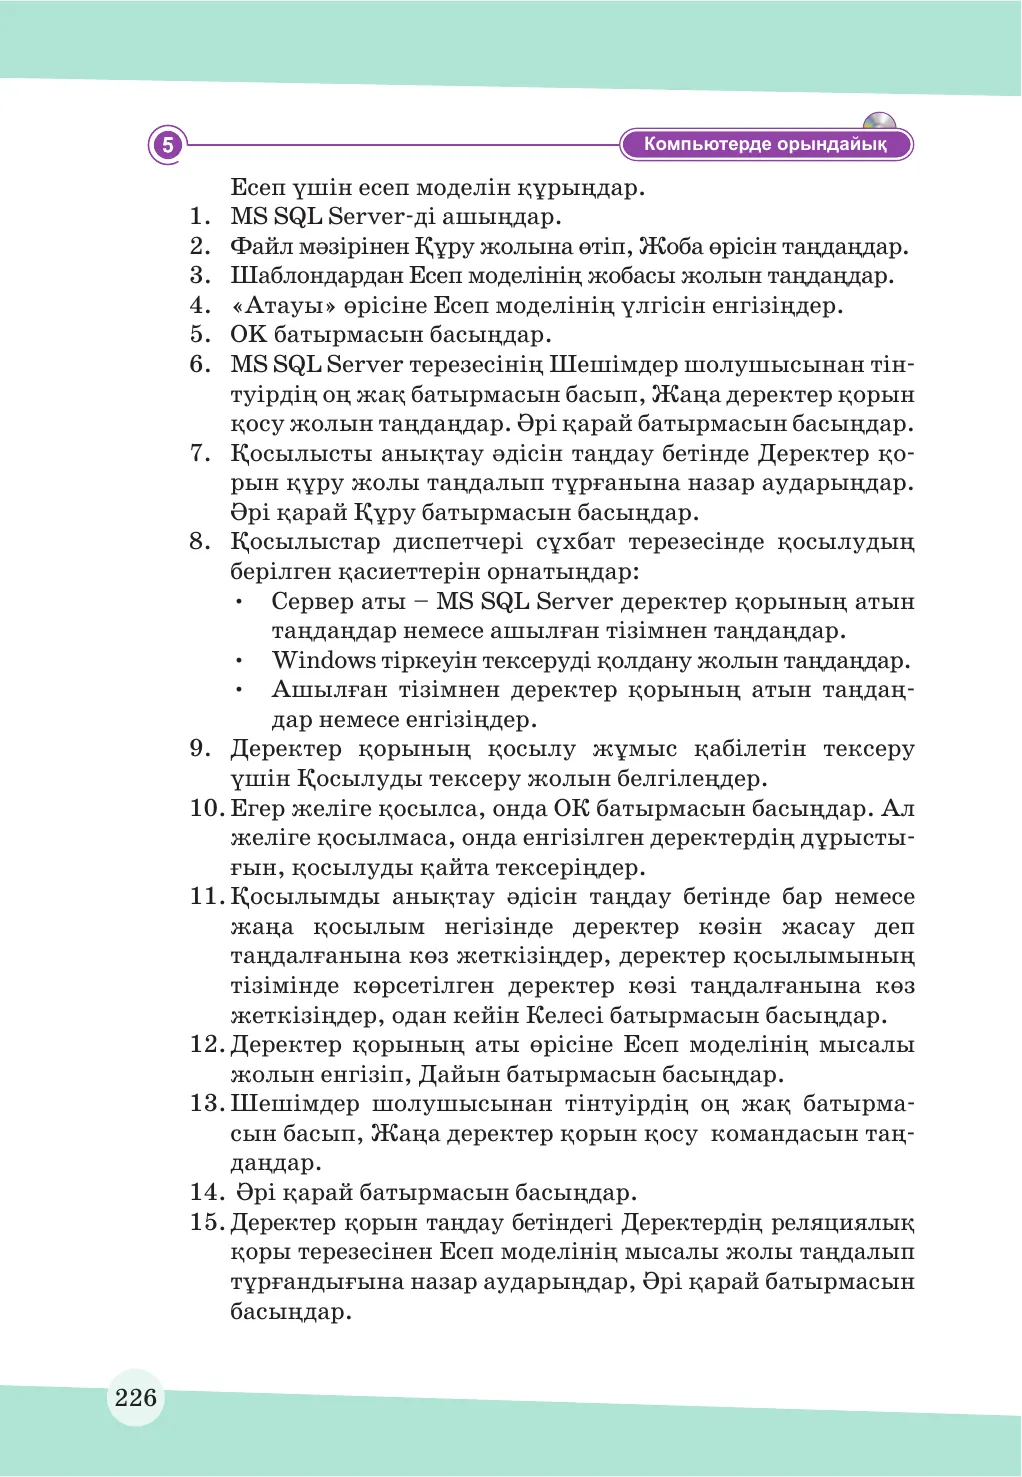 5
Компьютерде орындайық
Есеп үшін есеп моделін құрыңдар.
1. MS SQL Server-ді ашыңдар.
2. Файл мәзірінен Құру жолына өтіп, Жоба өрісін таңдаңдар.
3. Шаблондардан Есеп моделінің жобасы жолын таңдаңдар.
4. «Атауы» өрісіне Есеп моделінің үлгісін енгізіңдер.
5. OK батырмасын басыңдар.
6. MS SQL Server терезесінің Шешімдер шолушысынан тін-
туірдің оң жақ батырмасын басып, Жаңа деректер қорын
қосу жолын таңдаңдар. Әрі қарай батырмасын басыңдар.
7. Қосылысты анықтау әдісін таңдау бетінде Деректер қо-
рын құру жолы таңдалып тұрғанына назар аударыңдар.
Әрі қарай Құру батырмасын басыңдар.
8. Қосылыстар диспетчері сұхбат терезесінде қосылудың
берілген қасиеттерін орнатыңдар:
• Сервер аты – MS SQL Server деректер қорының атын
таңдаңдар немесе ашылған тізімнен таңдаңдар.
• Windows тіркеуін тексеруді қолдану жолын таңдаңдар.
• Ашылған тізімнен деректер қорының атын таңдаң-
дар немесе енгізіңдер.
9. Деректер қорының қосылу жұмыс қабілетін тексеру
үшін Қосылуды тексеру жолын белгілеңдер.
10. Егер желіге қосылса, онда OK батырмасын басыңдар. Ал
желіге қосылмаса, онда енгізілген деректердің дұрысты-
ғын, қосылуды қайта тексеріңдер.
11. Қосылымды анықтау әдісін таңдау бетінде бар немесе
жаңа қосылым негізінде деректер көзін жасау деп
таңдалғанына көз жеткізіңдер, деректер қосылымының
тізімінде көрсетілген деректер көзі таңдалғанына көз
жеткізіңдер, одан кейін Келесі батырмасын басыңдар.
12. Деректер қорының аты өрісіне Есеп моделінің мысалы
жолын енгізіп, Дайын батырмасын басыңдар.
13. Шешімдер шолушысынан тінтуірдің оң жақ батырма-
сын басып, Жаңа деректер қорын қосу командасын таң-
даңдар.
14. Әрі қарай батырмасын басыңдар.
15. Деректер қорын таңдау бетіндегі Деректердің реляциялық
қоры терезесінен Есеп моделінің мысалы жолы таңдалып
тұрғандығына назар аударыңдар, Әрі қарай батырмасын
басыңдар.
226